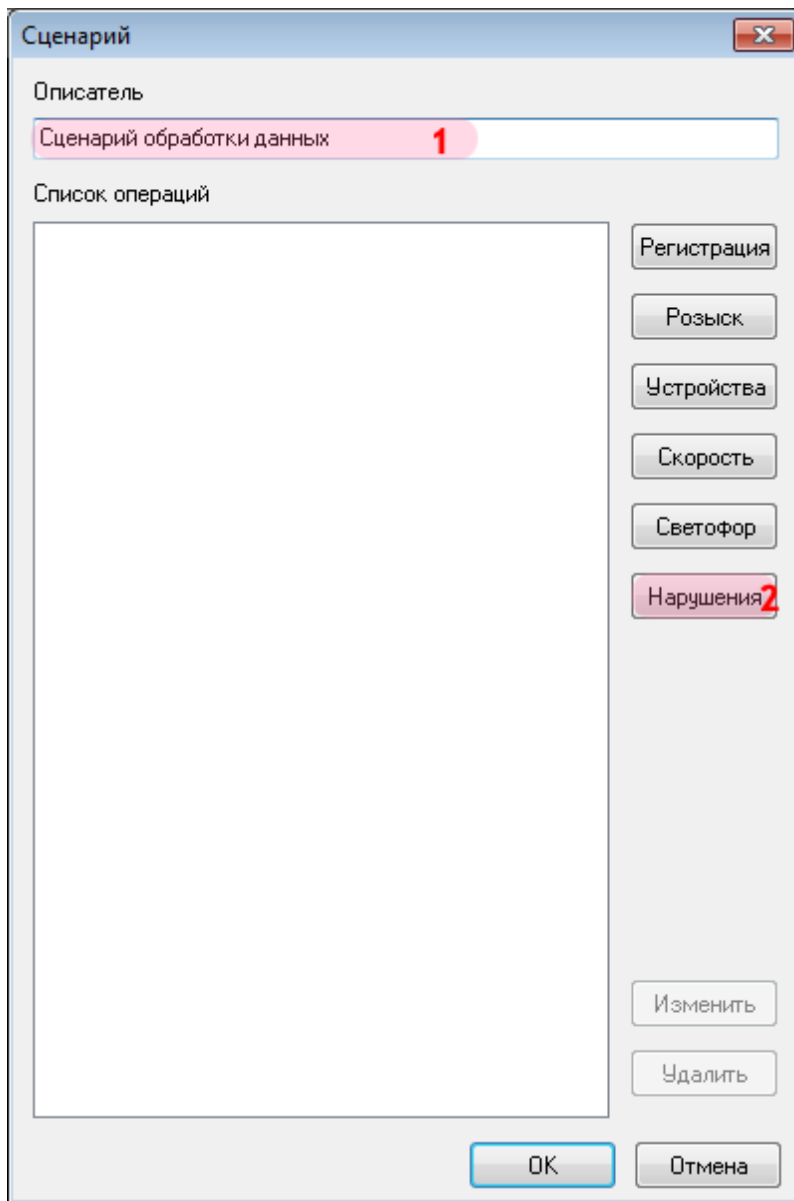 Сценарий
Описатель
Сценарий обработки данных 1
Список операций
Регистрация
Розыск
Устройства
Скорость
Светофор
Нарушения 2
Изменить
Удалить
OK
Отмена